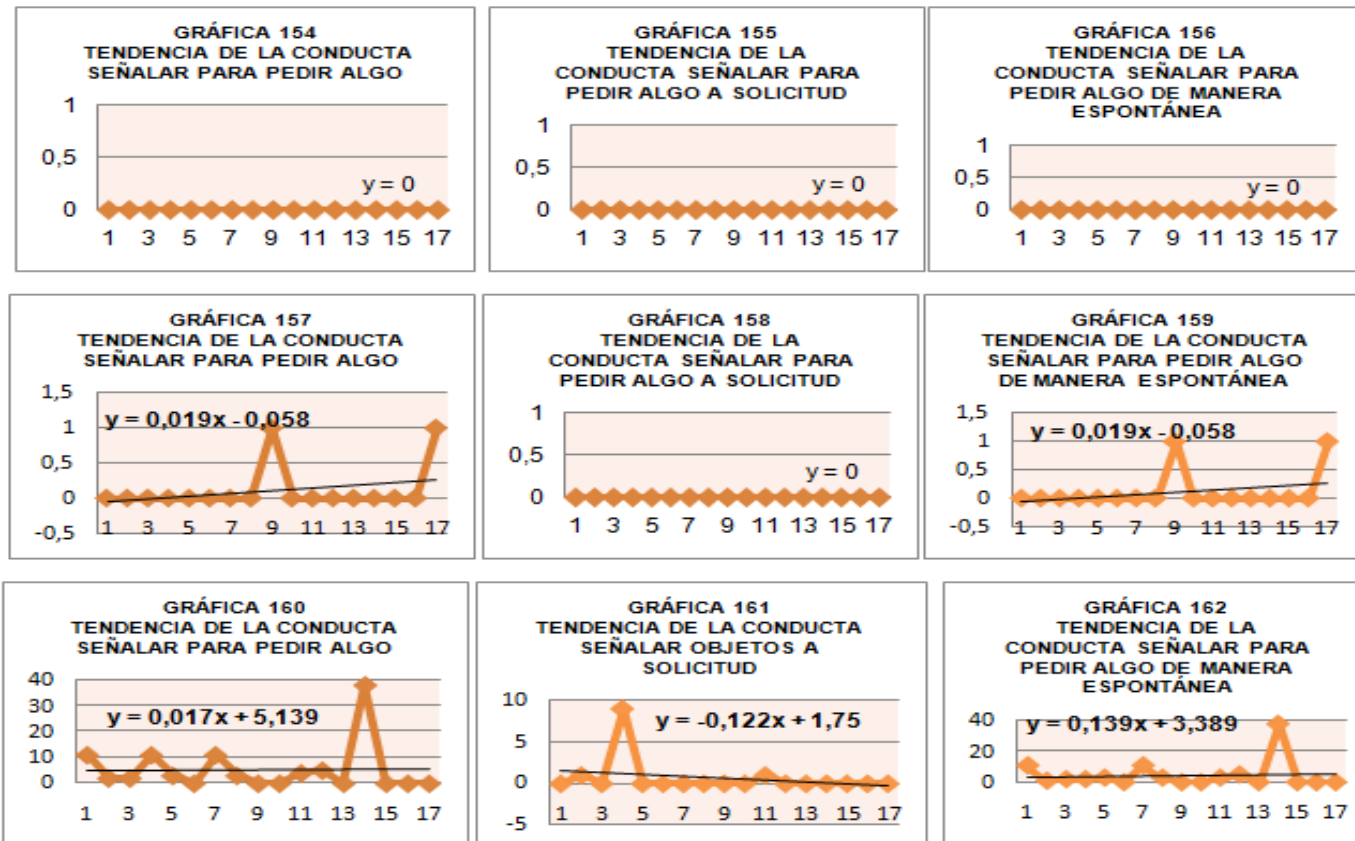 GRÁFICA 154
TENDENCIA DE LA CONDUCTA
SEÑALAR PARA PEDIR ALGO
1
0,5
y = 0
0
1 3 5 7 9 11 13 15 17
GRÁFICA 155
TENDENCIA DE LA
CONDUCTA SEÑALAR PARA
PEDIR ALGO A SOLICITUD
1
0,5
y = 0
0
1 3 5 7 9 11 13 15 17
GRÁFICA 156
TENDENCIA DE LA
CONDUCTA SEÑALAR PARA
PEDIR ALGO DE MANERA
ESPONTÁNEA
1
0,5
y = 0
0
1 3 5 7 9 11 13 15 17
GRÁFICA 157
TENDENCIA DE LA CONDUCTA
SEÑALAR PARA PEDIR ALGO
1,5
y = 0,019x - 0,058
1
0,5
0
-0,5
1 3 5 7 9 11 13 15 17
GRÁFICA 158
TENDENCIA DE LA
CONDUCTA SEÑALAR PARA
PEDIR ALGO A SOLICITUD
1
0,5
y = 0
0
1 3 5 7 9 11 13 15 17
GRÁFICA 159
TENDENCIA DE LA CONDUCTA
SEÑALAR PARA PEDIR ALGO
DE MANERA ESPONTÁNEA
1,5
y = 0,019x - 0,058
1
0,5
0
-0,5
1 3 5 7 9 11 13 15 17
GRÁFICA 160
TENDENCIA DE LA CONDUCTA
SEÑALAR PARA PEDIR ALGO
40
30
y = 0,017x + 5,139
20
10
0
1 3 5 7 9 11 13 15 17
GRÁFICA 161
TENDENCIA DE LA CONDUCTA
SEÑALAR OBJETOS A
SOLICITUD
10
y = -0,122x + 1,75
5
0
-5
1 3 5 7 9 11 13 15 17
GRÁFICA 162
TENDENCIA DE LA
CONDUCTA SEÑALAR PARA
PEDIR ALGO DE MANERA
ESPONTÁNEA
40
y = 0,139x + 3,389
20
0
1 3 5 7 9 11 13 15 17